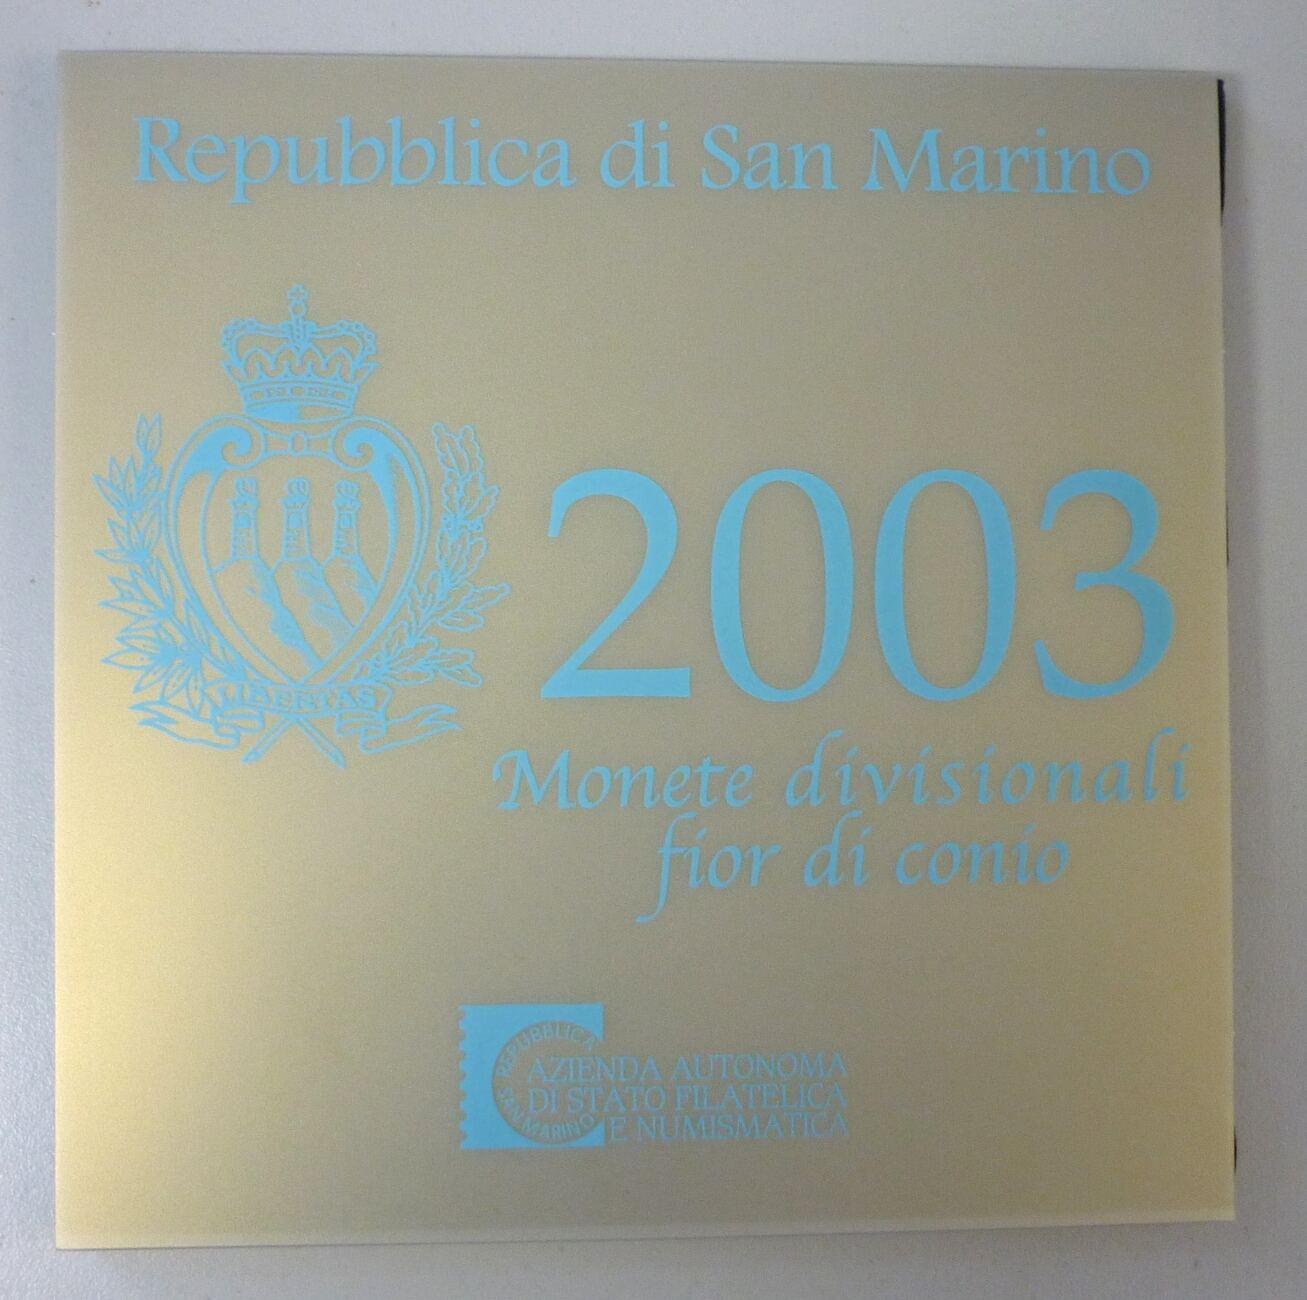 Repubblica di San Marino
LIBERTAS
2003
Monete divisionali
fior di conio
REPUBBLICA
SAN MARINO
AZIENDA AUTONOMA
DI STATO FILATELICA
E NUMISMATICA